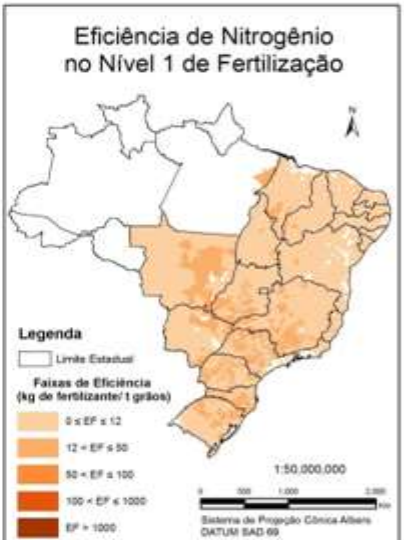 Eficiência de Nitrogênio
no Nível 1 de Fertilização
N
Legenda
Limite Estadual
Faixas de Eficiência
(kg de fertilizante/ t grãos)
0 ≤ EF ≤ 12
12 < EF ≤ 50
50 < EF ≤ 100
100 < EF ≤ 1000
EF > 1000
1:50,000,000
0 500 1.000 2.000
Km
Sistema de Projeção Cônica Albers
DATUM SAD 69